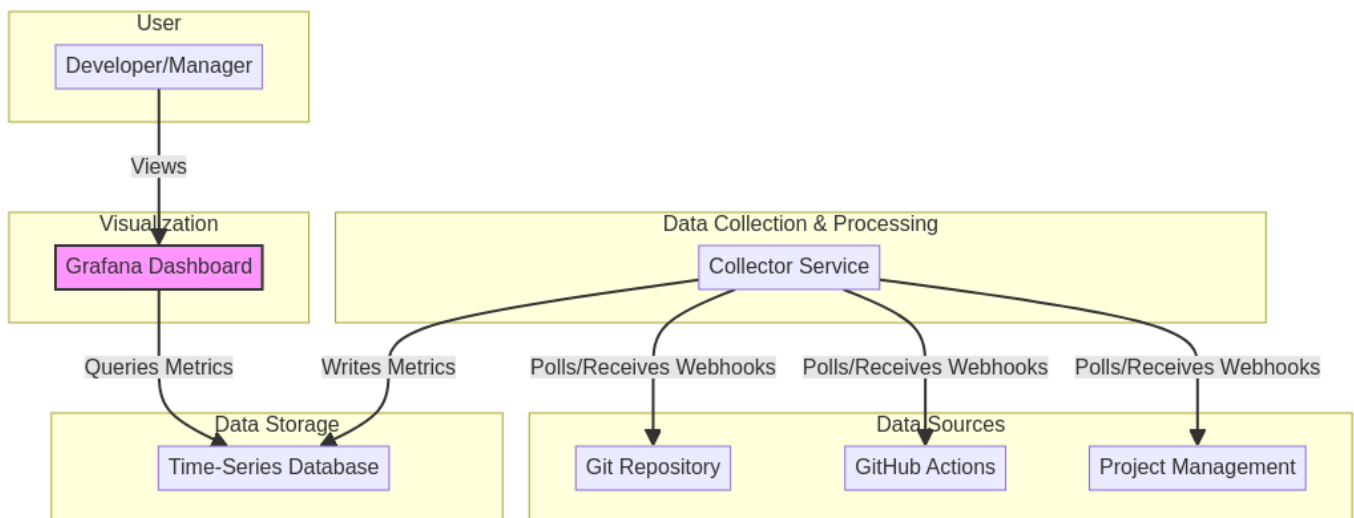 User
Developer/Manager
Views
Visualization
Data Collection & Processing
Grafana Dashboard
Collector Service
Queries Metrics
Writes Metrics
Polls/Receives Webhooks
Polls/Receives Webhooks
Polls/Receives Webhooks
Data Storage
Data Sources
Time-Series Database
Git Repository
GitHub Actions
Project Management